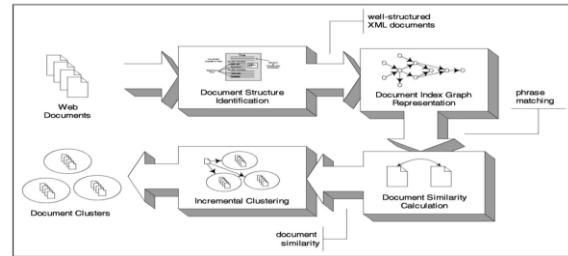 well-structured
XML documents
Web
Documents
Document Structure
Identification
Document Index Graph
Representation
phrase
matching
Document Clusters
Incremental Clustering
Document Similarity
Calculation
document
similarity